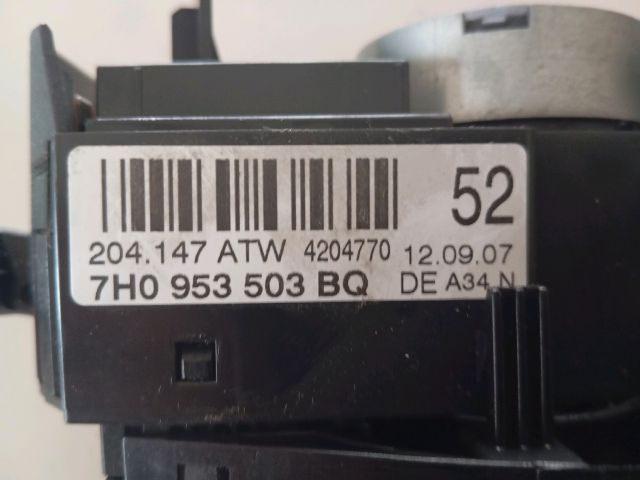 52
204.147 ATW 4204770 12.09.07
7H0 953 503 BQ DE A34 N